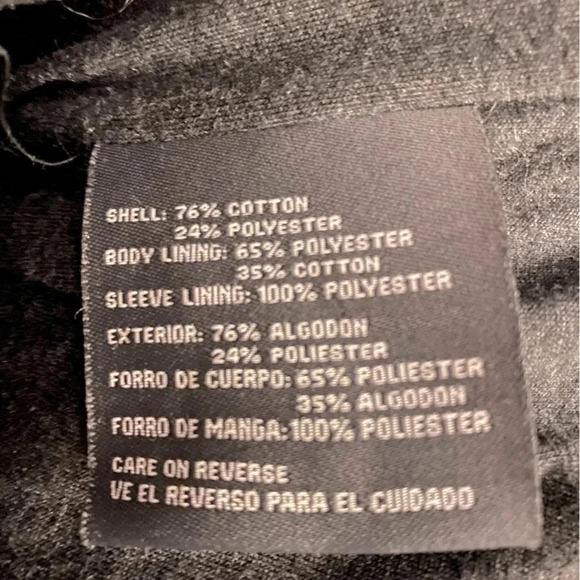 SHELL: 76% COTTON
24% POLYESTER
BODY LINING: 65% POLYESTER
35% COTTON
SLEEVE LINING: 100% POLYESTER
EXTERIOR: 76% ALGODON
24% POLIESTER
FORRO DE CUERPO: 65% POLIESTER
35% ALGODON
FORRO DE MANGA: 100% POLIESTER
CARE ON REVERSE
VE EL REVERSO PARA EL CUIDADO